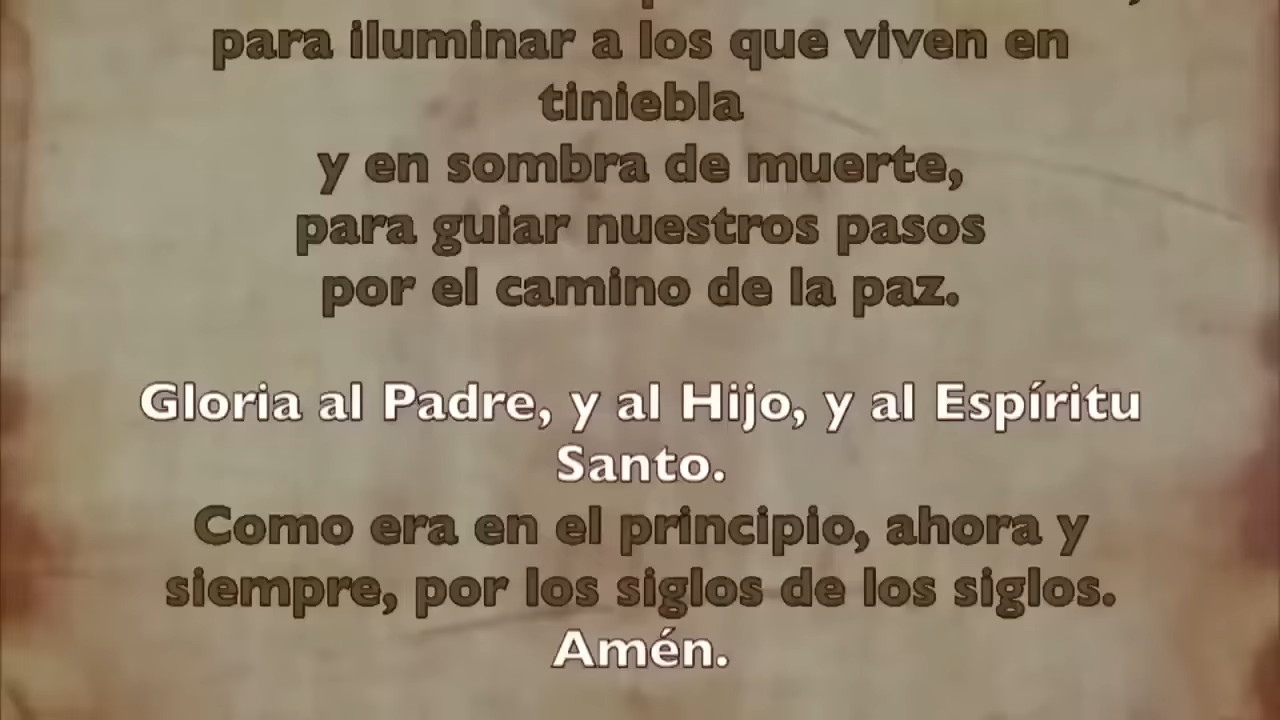 para iluminar a los que viven en
tiniebla
y en sombra de muerte,
para guiar nuestros pasos
por el camino de la paz.
Gloria al Padre, y al Hijo, y al Espíritu
Santo.
Como era en el principio, ahora y
siempre, por los siglos de los siglos.
Amén.